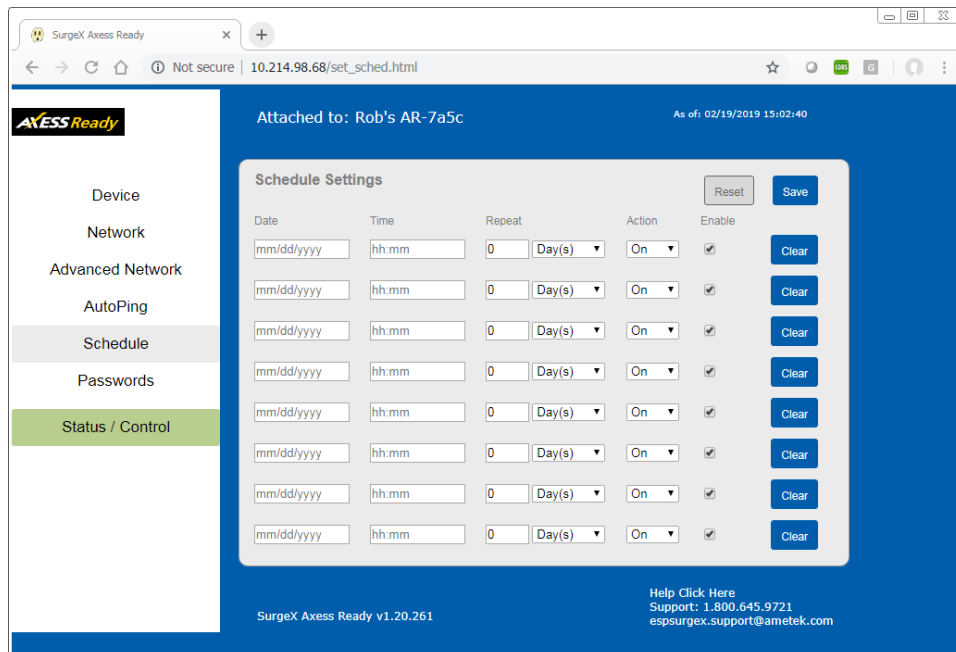 SurgeX Axess Ready
Not secure | 10.214.98.68/set_sched.html
CORS
G
AXESS Ready
Attached to: Rob's AR-7a5c
As of: 02/19/2019 15:02:40
Device
Network
Advanced Network
AutoPing
Schedule
Passwords
Status / Control
Schedule Settings
Reset
Save
Date Time Repeat Action Enable
mm/dd/yyyy hh:mm 0 Day(s) On Clear
mm/dd/yyyy hh:mm 0 Day(s) On Clear
mm/dd/yyyy hh:mm 0 Day(s) On Clear
mm/dd/yyyy hh:mm 0 Day(s) On Clear
mm/dd/yyyy hh:mm 0 Day(s) On Clear
mm/dd/yyyy hh:mm 0 Day(s) On Clear
mm/dd/yyyy hh:mm 0 Day(s) On Clear
mm/dd/yyyy hh:mm 0 Day(s) On Clear
SurgeX Axess Ready v1.20.261
Help Click Here
Support: 1.800.645.9721
espsurgex.support@ametek.com